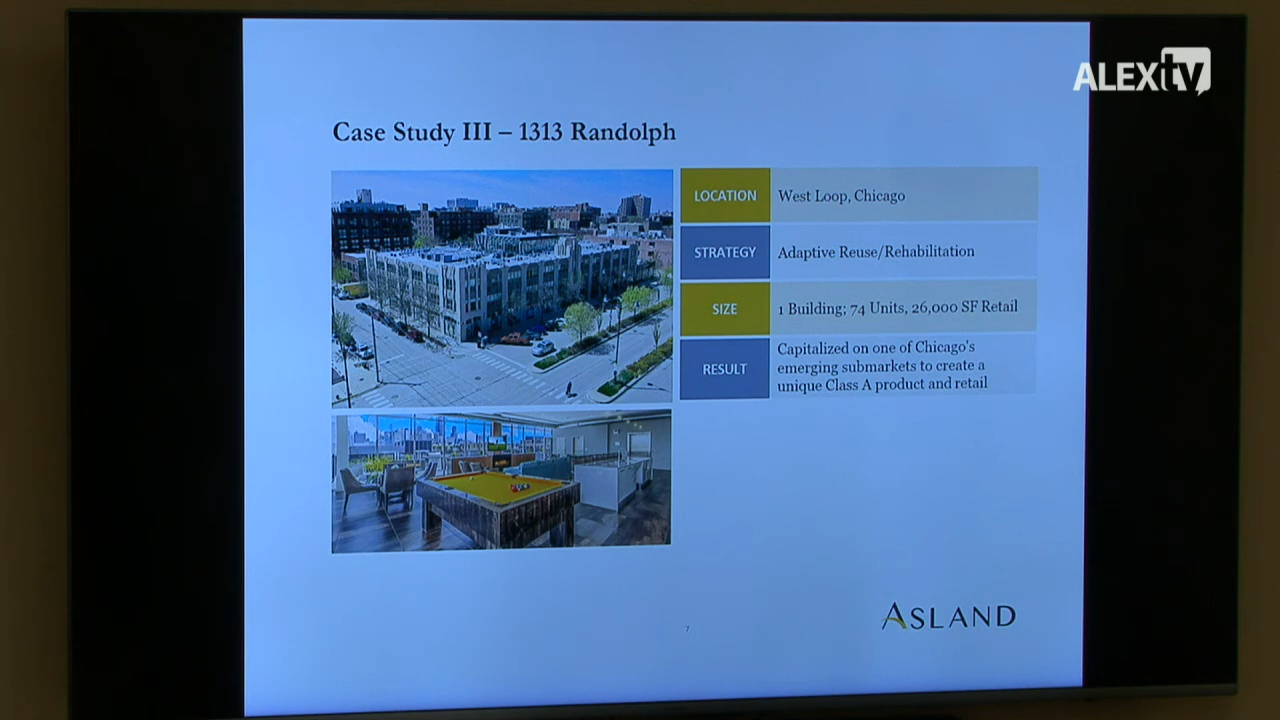 ALEXtv
Case Study III – 1313 Randolph
LOCATION
West Loop, Chicago
STRATEGY
Adaptive Reuse/Rehabilitation
SIZE
1 Building; 74 Units, 26,000 SF Retail
RESULT
Capitalized on one of Chicago's
emerging submarkets to create a
unique Class A product and retail
ASLAND
7